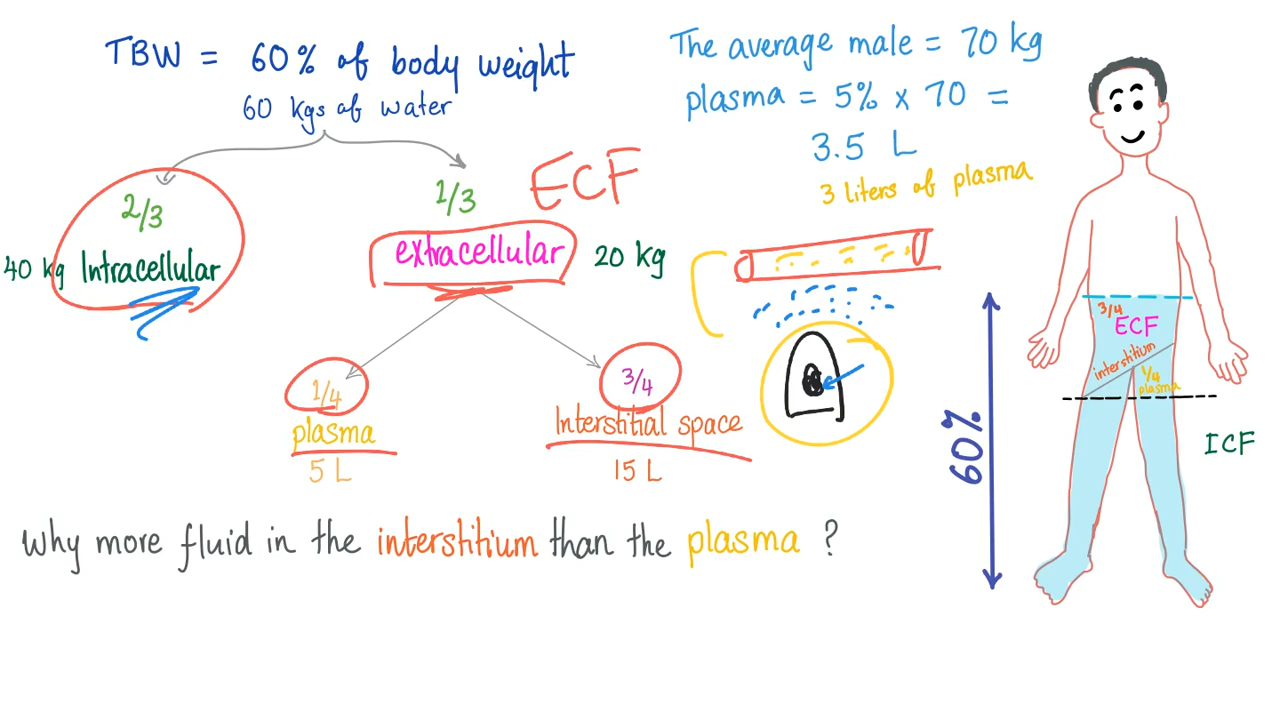 TBW = 60% of body weight
60 kgs of water
2/3
1/3
ECF
40 kg Intracellular
extracellular
20 kg
1/4
plasma
5 L
3/4
Interstitial space
15 L
Why more fluid in the interstitium than the plasma ?
The average male = 70 kg
plasma = 5% x 70 =
3.5 L
3 liters of plasma
60%
3/4
ECF
interstitium
1/4
plasma
ICF